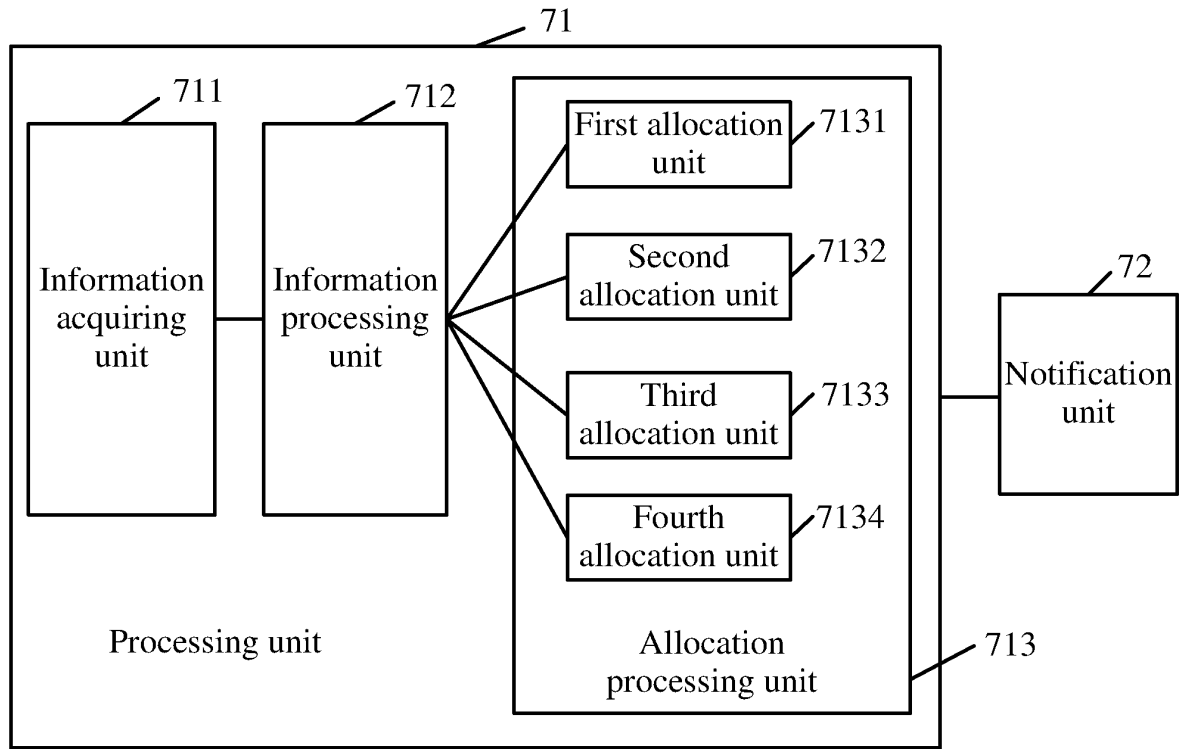 71
711
712
First allocation
unit
7131
Second
allocation unit
7132
Information
acquiring
unit
Information
processing
unit
72
Third
allocation unit
7133
Notification
unit
Fourth
allocation unit
7134
Processing unit
Allocation
processing unit
713